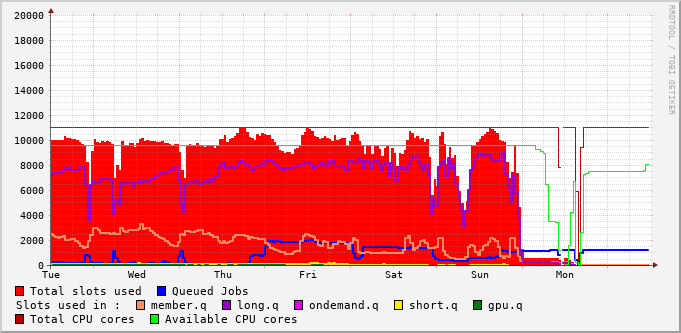 RRDTOOL / TOBI OETIKER
20000
18000
16000
14000
12000
10000
8000
6000
4000
2000
0
Tue Wed Thu Fri Sat Sun Mon
Total slots used Queued Jobs
Slots used in : member.q long.q ondemand.q short.q gpu.q
Total CPU cores Available CPU cores